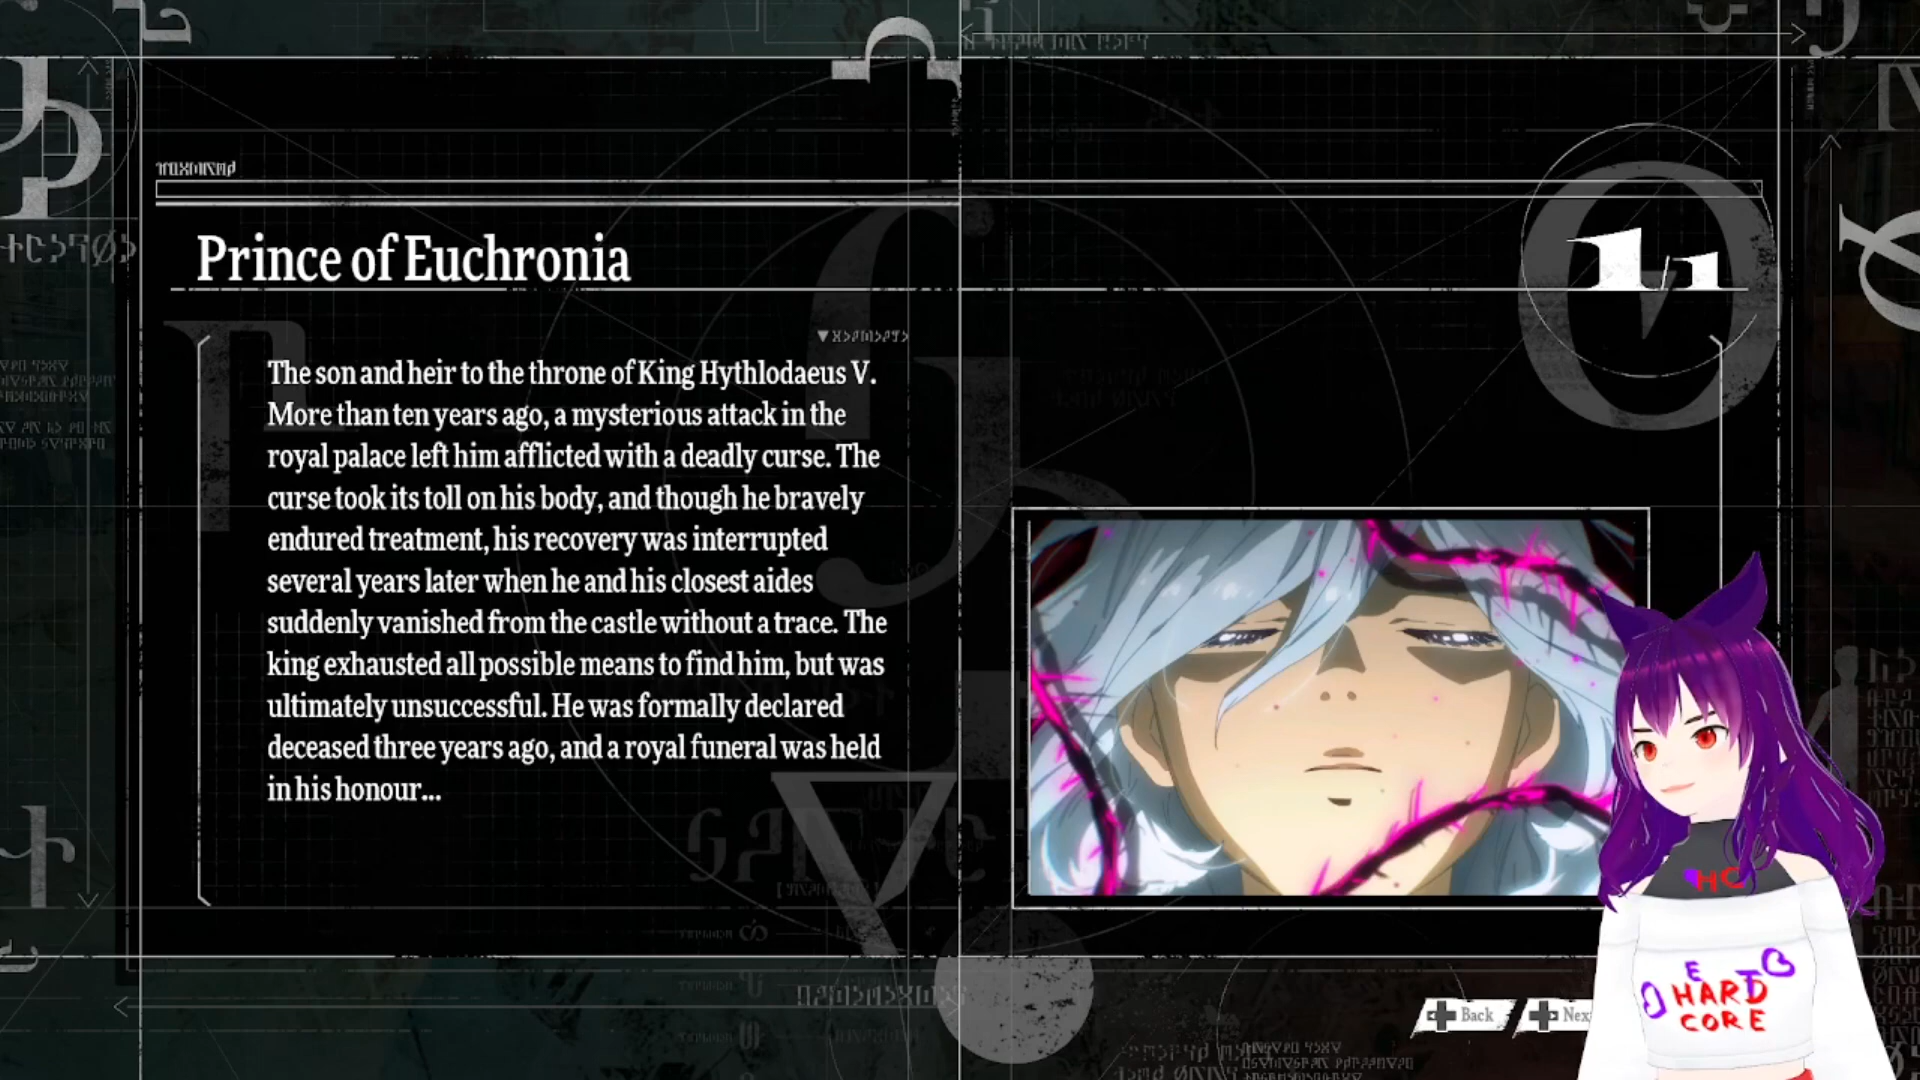 Prince of Euchronia
1/1
The son and heir to the throne of King Hythlodaeus V.
More than ten years ago, a mysterious attack in the
royal palace left him afflicted with a deadly curse. The
curse took its toll on his body, and though he bravely
endured treatment, his recovery was interrupted
several years later when he and his closest aides
suddenly vanished from the castle without a trace. The
king exhausted all possible means to find him, but was
ultimately unsuccessful. He was formally declared
deceased three years ago, and a royal funeral was held
in his honour...
HC
E
HARD
CORE
Back
Nex